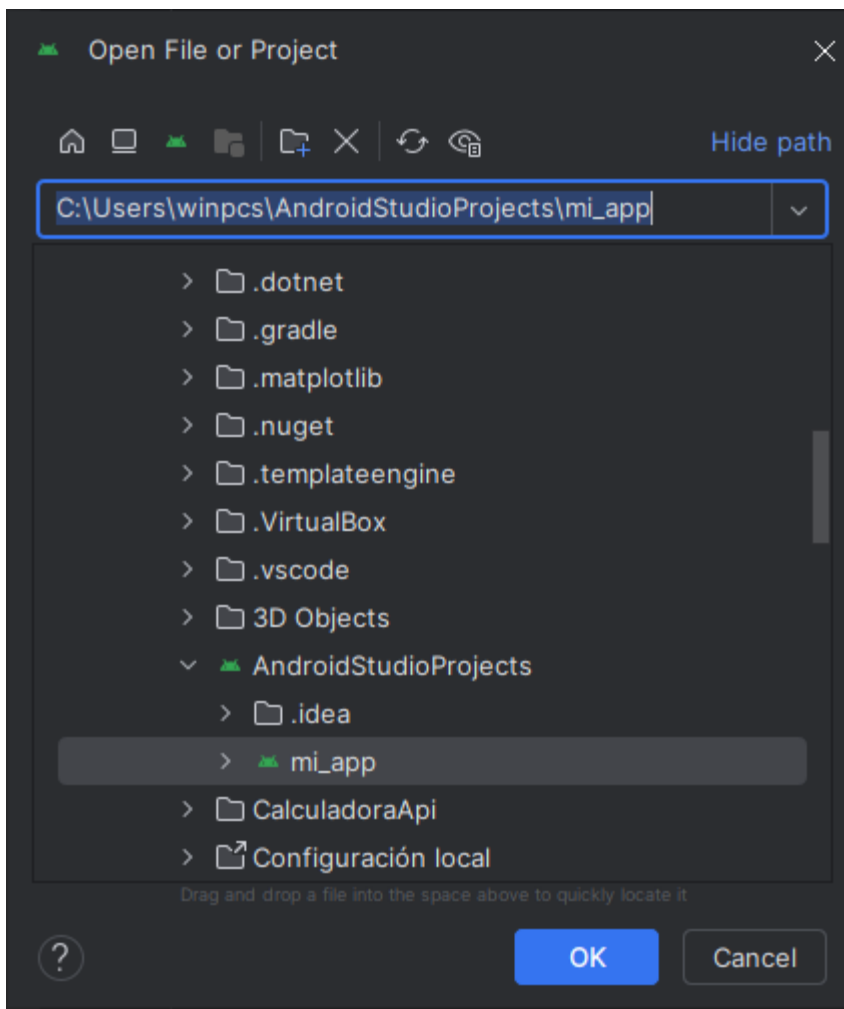 Open File or Project
Hide path
C:\Users\winpcs\AndroidStudioProjects\mi_app
.dotnet
.gradle
.matplotlib
.nuget
.templateengine
.VirtualBox
.vscode
3D Objects
AndroidStudioProjects
.idea
mi_app
CalculadoraApi
Configuración local
Drag and drop a file into the space above to quickly locate it
?
OK Cancel